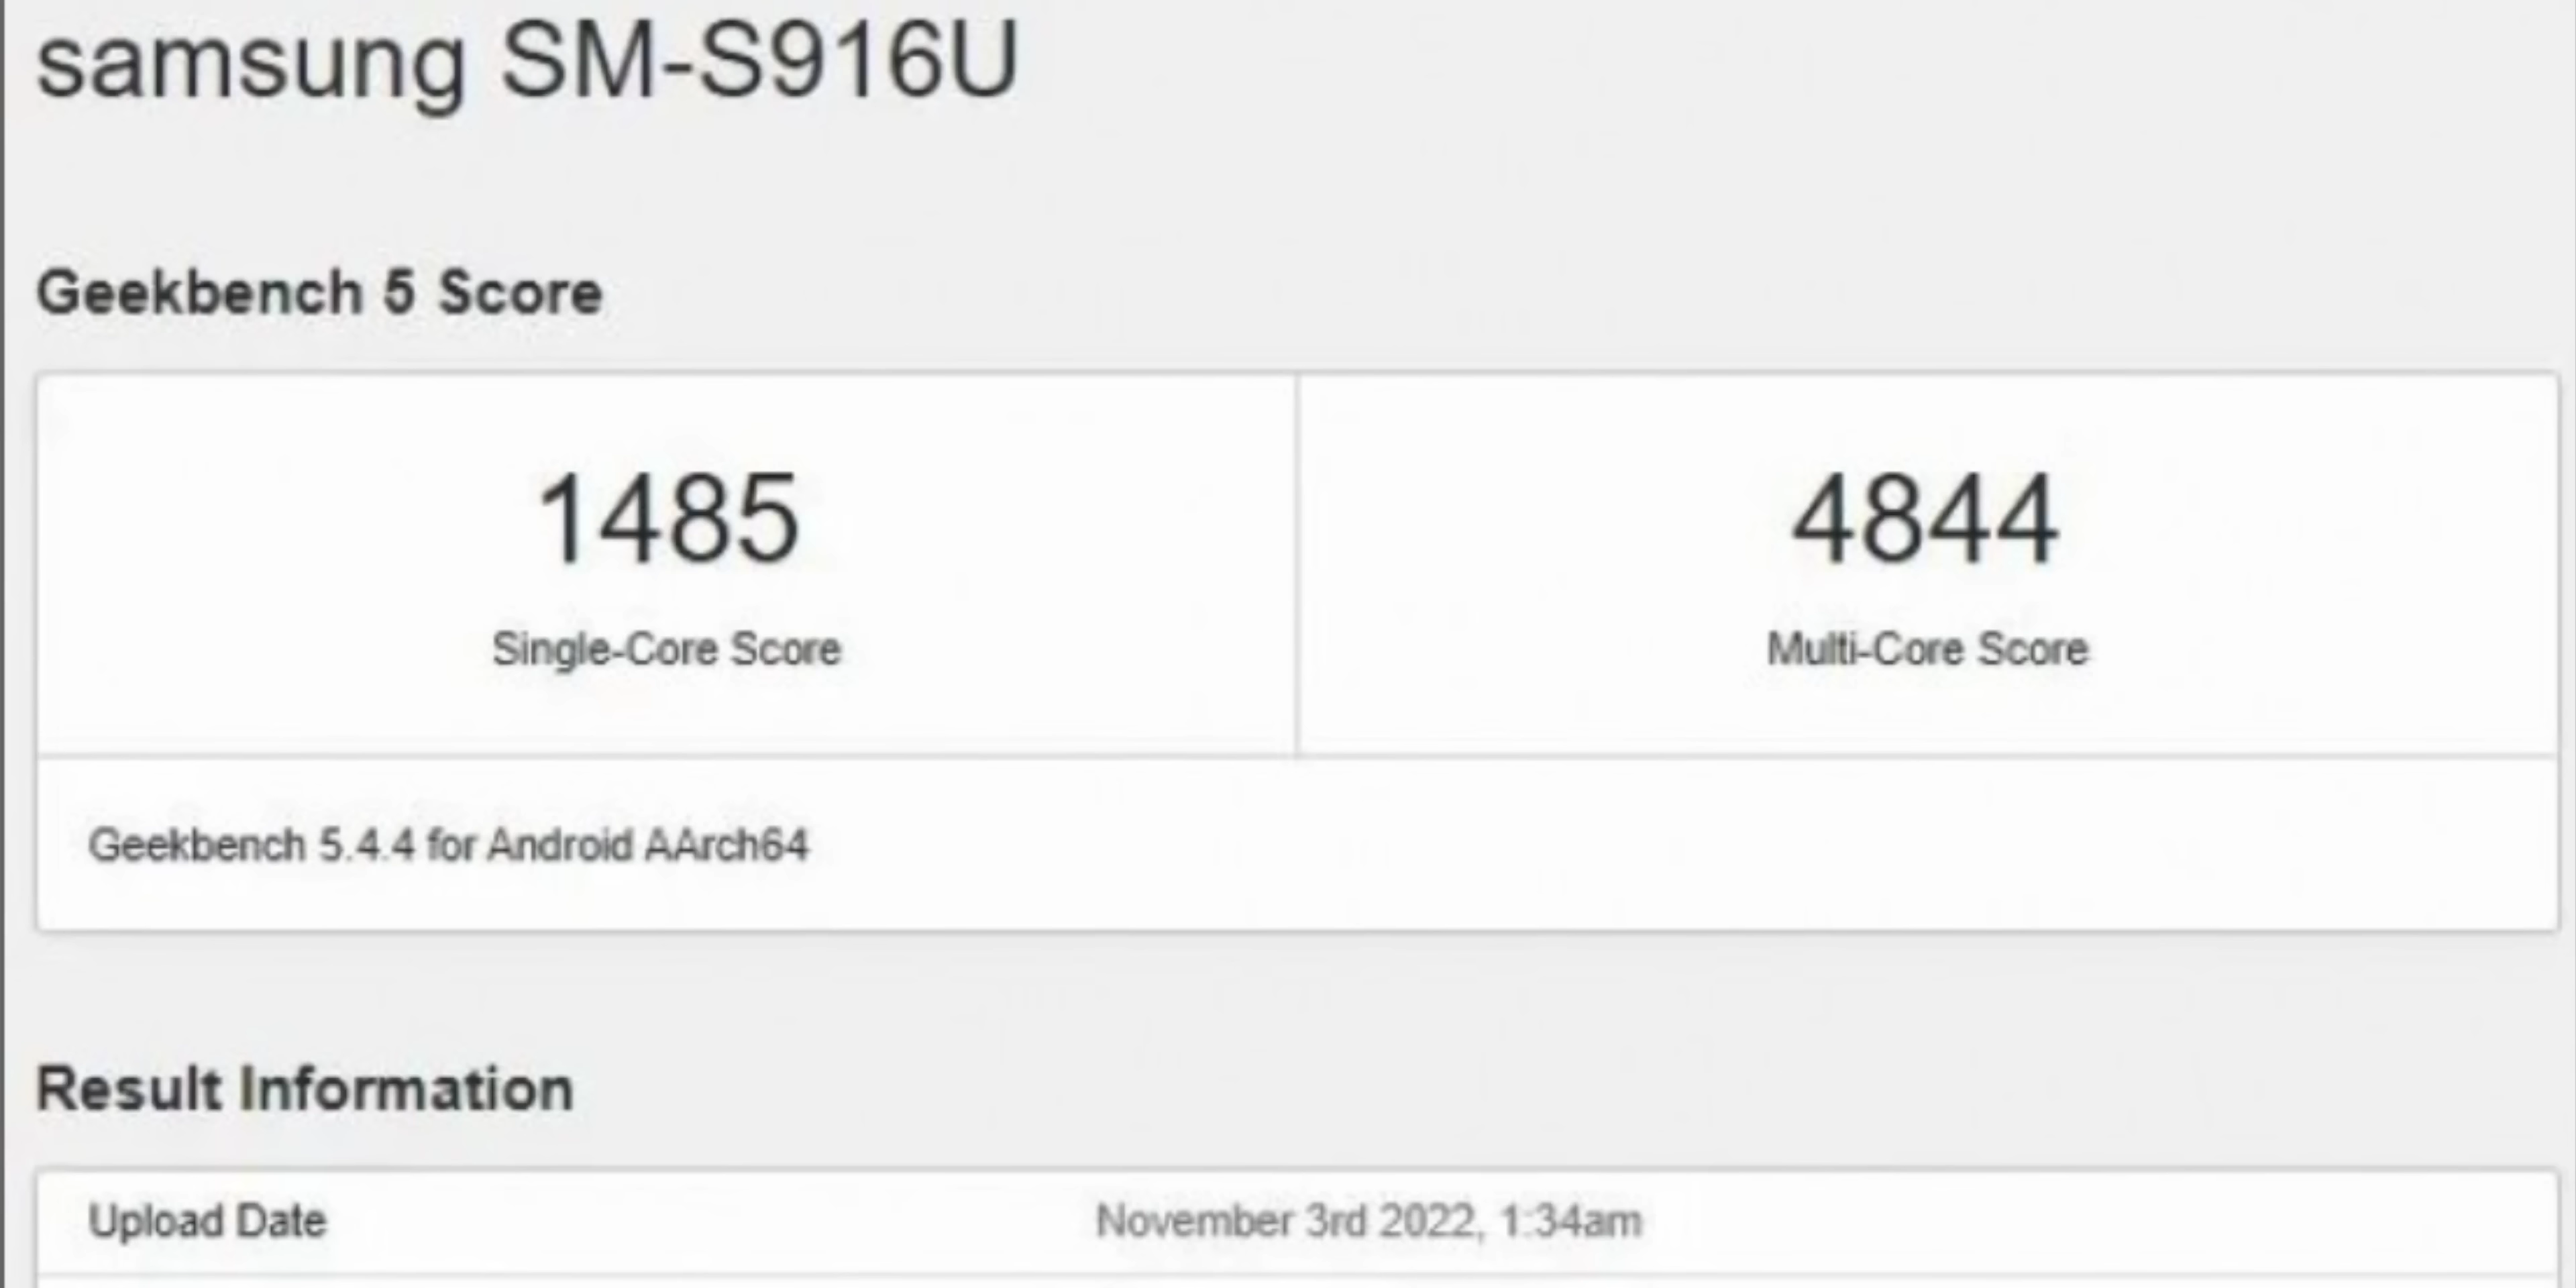 samsung SM-S916U
Geekbench 5 Score
1485
Single-Core Score
4844
Multi-Core Score
Geekbench 5.4.4 for Android AArch64
Result Information
Upload Date
November 3rd 2022, 1:34am